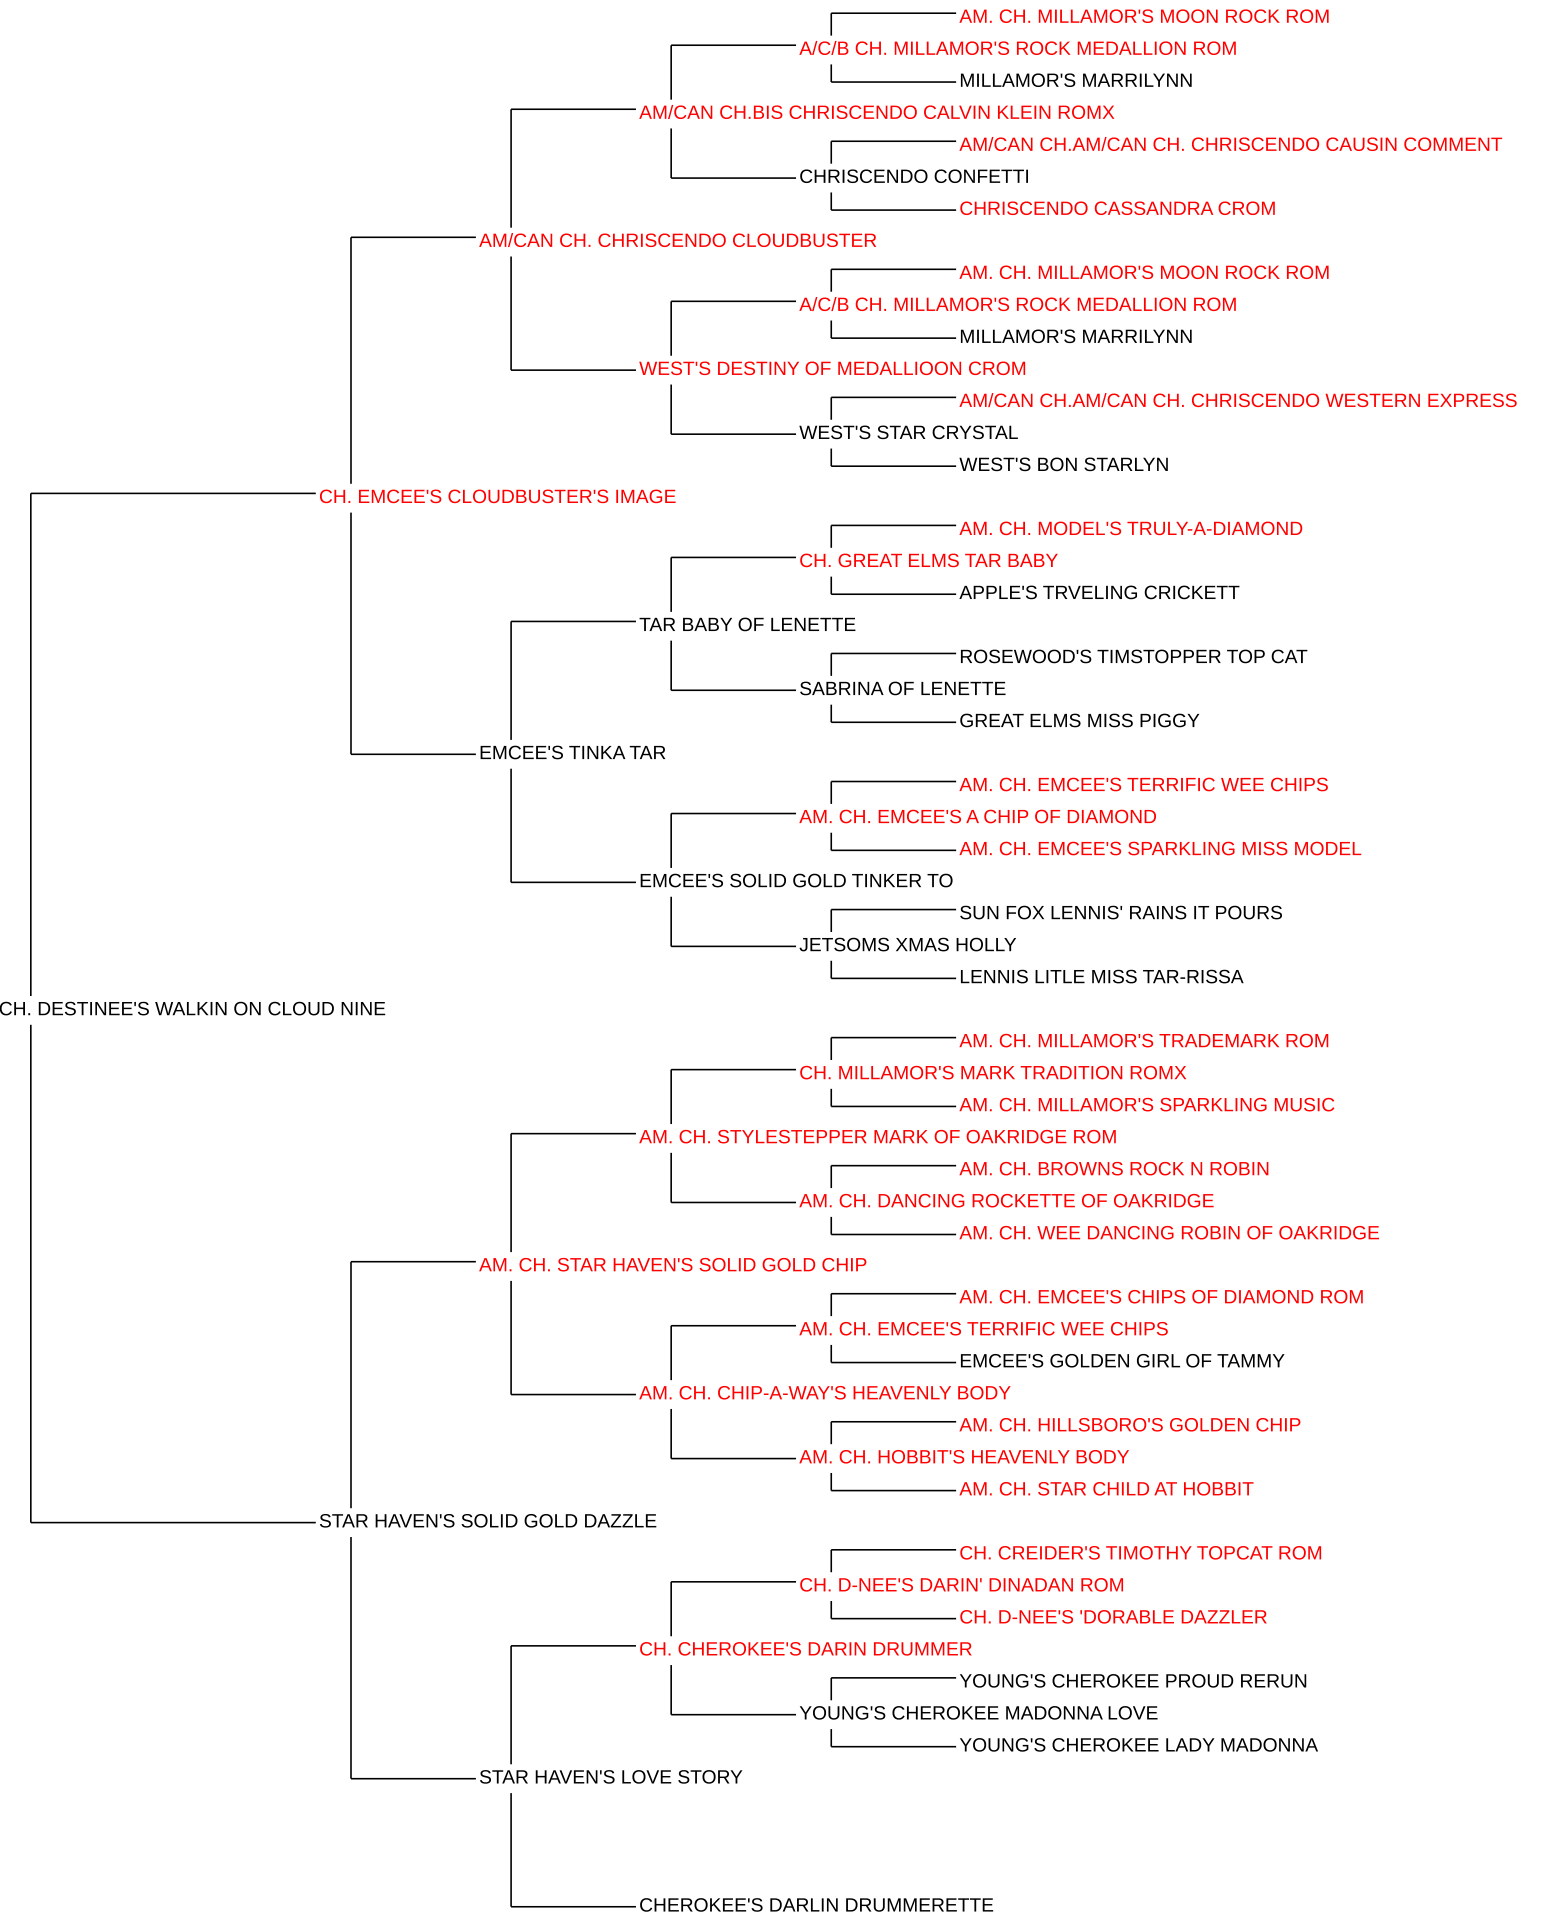 AM. CH. MILLAMOR'S MOON ROCK ROM
A/C/B CH. MILLAMOR'S ROCK MEDALLION ROM
MILLAMOR'S MARRILYNN
AM/CAN CH.BIS CHRISCENDO CALVIN KLEIN ROMX
AM/CAN CH.AM/CAN CH. CHRISCENDO CAUSIN COMMENT
CHRISCENDO CONFETTI
CHRISCENDO CASSANDRA CROM
AM/CAN CH. CHRISCENDO CLOUDBUSTER
AM. CH. MILLAMOR'S MOON ROCK ROM
A/C/B CH. MILLAMOR'S ROCK MEDALLION ROM
MILLAMOR'S MARRILYNN
WEST'S DESTINY OF MEDALLIOON CROM
AM/CAN CH.AM/CAN CH. CHRISCENDO WESTERN EXPRESS
WEST'S STAR CRYSTAL
WEST'S BON STARLYN
CH. EMCEE'S CLOUDBUSTER'S IMAGE
AM. CH. MODEL'S TRULY-A-DIAMOND
CH. GREAT ELMS TAR BABY
APPLE'S TRVELING CRICKETT
TAR BABY OF LENETTE
ROSEWOOD'S TIMSTOPPER TOP CAT
SABRINA OF LENETTE
GREAT ELMS MISS PIGGY
EMCEE'S TINKA TAR
AM. CH. EMCEE'S TERRIFIC WEE CHIPS
AM. CH. EMCEE'S A CHIP OF DIAMOND
AM. CH. EMCEE'S SPARKLING MISS MODEL
EMCEE'S SOLID GOLD TINKER TO
SUN FOX LENNIS' RAINS IT POURS
JETSOMS XMAS HOLLY
LENNIS LITLE MISS TAR-RISSA
CH. DESTINEE'S WALKIN ON CLOUD NINE
AM. CH. MILLAMOR'S TRADEMARK ROM
CH. MILLAMOR'S MARK TRADITION ROMX
AM. CH. MILLAMOR'S SPARKLING MUSIC
AM. CH. STYLESTEPPER MARK OF OAKRIDGE ROM
AM. CH. BROWNS ROCK N ROBIN
AM. CH. DANCING ROCKETTE OF OAKRIDGE
AM. CH. WEE DANCING ROBIN OF OAKRIDGE
AM. CH. STAR HAVEN'S SOLID GOLD CHIP
AM. CH. EMCEE'S CHIPS OF DIAMOND ROM
AM. CH. EMCEE'S TERRIFIC WEE CHIPS
EMCEE'S GOLDEN GIRL OF TAMMY
AM. CH. CHIP-A-WAY'S HEAVENLY BODY
AM. CH. HILLSBORO'S GOLDEN CHIP
AM. CH. HOBBIT'S HEAVENLY BODY
AM. CH. STAR CHILD AT HOBBIT
STAR HAVEN'S SOLID GOLD DAZZLE
CH. CREIDER'S TIMOTHY TOPCAT ROM
CH. D-NEE'S DARIN' DINADAN ROM
CH. D-NEE'S 'DORABLE DAZZLER
CH. CHEROKEE'S DARIN DRUMMER
YOUNG'S CHEROKEE PROUD RERUN
YOUNG'S CHEROKEE MADONNA LOVE
YOUNG'S CHEROKEE LADY MADONNA
STAR HAVEN'S LOVE STORY
CHEROKEE'S DARLIN DRUMMERETTE